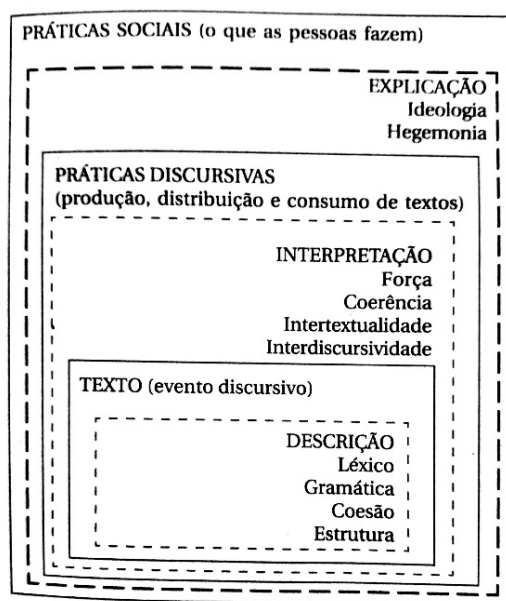 PRÁTICAS SOCIAIS (o que as pessoas fazem)
EXPLICAÇÃO
Ideologia
Hegemonia
PRÁTICAS DISCURSIVAS
(produção, distribuição e consumo de textos)
INTERPRETAÇÃO
Força
Coerência
Intertextualidade
Interdiscursividade
TEXTO (evento discursivo)
DESCRIÇÃO
Léxico
Gramática
Coesão
Estrutura